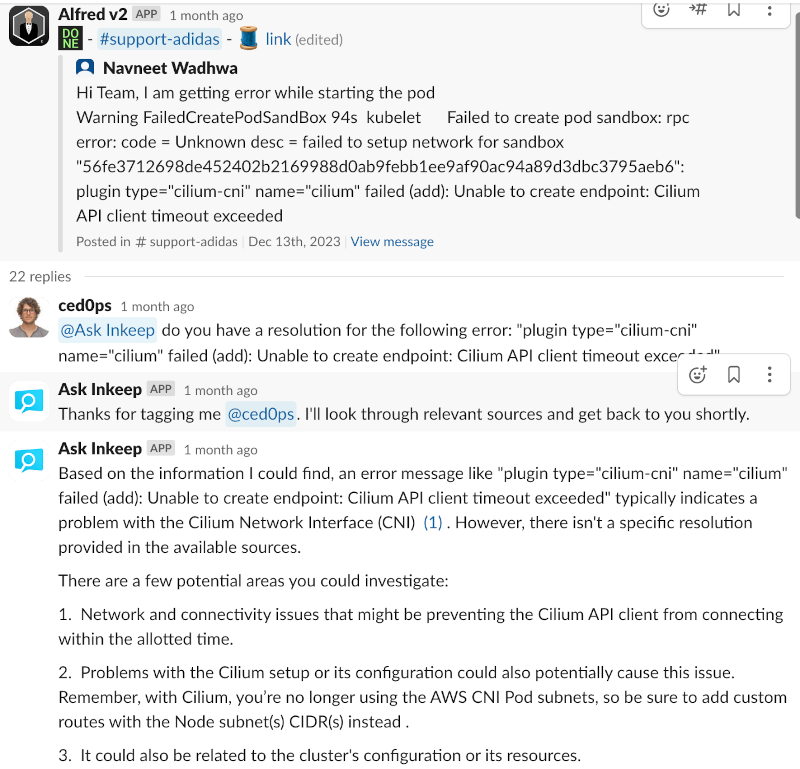 Alfred v2 APP 1 month ago
DO NE - #support-adidas - link (edited)
Navneet Wadhwa
Hi Team, I am getting error while starting the pod
Warning FailedCreatePodSandBox 94s kubelet Failed to create pod sandbox: rpc
error: code = Unknown desc = failed to setup network for sandbox
"56fe3712698de452402b2169988d0ab9febb1ee9af90ac94a89d3dbc3795aeb6":
plugin type="cilium-cni" name="cilium" failed (add): Unable to create endpoint: Cilium
API client timeout exceeded
Posted in # support-adidas | Dec 13th, 2023 | View message
22 replies
ced0ps 1 month ago
@Ask Inkeep do you have a resolution for the following error: "plugin type="cilium-cni"
name="cilium" failed (add): Unable to create endpoint: Cilium API client timeout exceeded"
Ask Inkeep APP 1 month ago
Thanks for tagging me @ced0ps. I'll look through relevant sources and get back to you shortly.
Ask Inkeep APP 1 month ago
Based on the information I could find, an error message like "plugin type="cilium-cni" name="cilium"
failed (add): Unable to create endpoint: Cilium API client timeout exceeded" typically indicates a
problem with the Cilium Network Interface (CNI) (1) . However, there isn't a specific resolution
provided in the available sources.
There are a few potential areas you could investigate:
1. Network and connectivity issues that might be preventing the Cilium API client from connecting
within the allotted time.
2. Problems with the Cilium setup or its configuration could also potentially cause this issue.
Remember, with Cilium, you're no longer using the AWS CNI Pod subnets, so be sure to add custom
routes with the Node subnet(s) CIDR(s) instead .
3. It could also be related to the cluster's configuration or its resources.